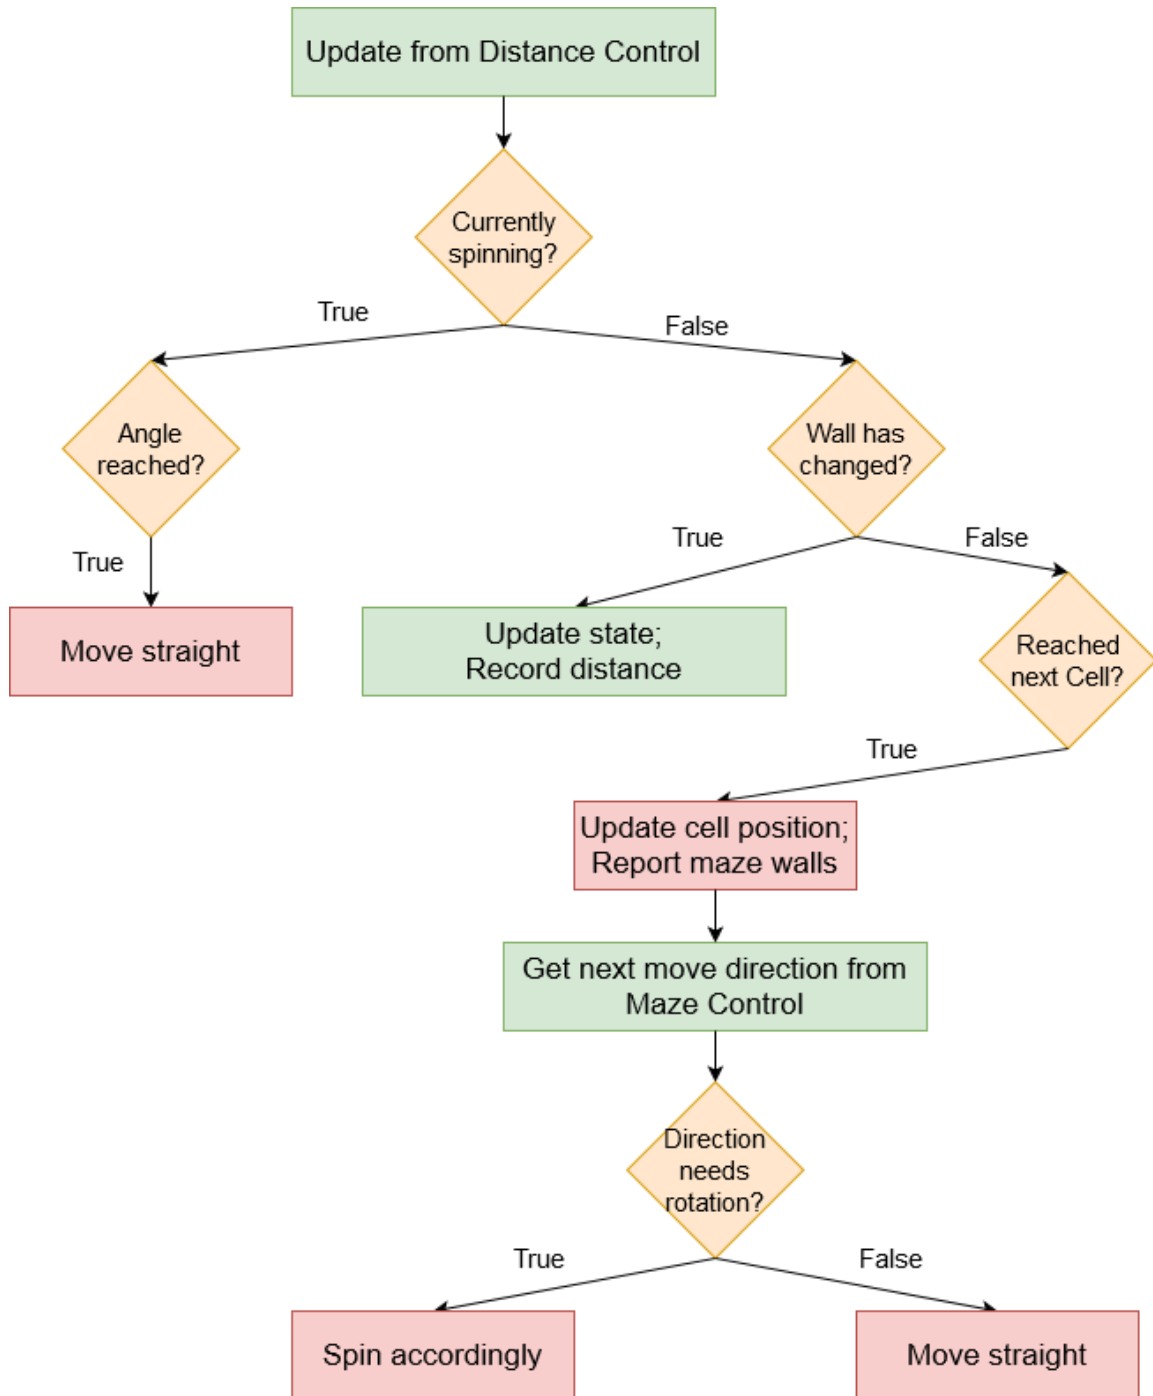 Update from Distance Control
Currently
spinning?
True
False
Angle
reached?
Wall has
changed?
True
True
False
Move straight
Update state;
Record distance
Reached
next Cell?
True
Update cell position;
Report maze walls
Get next move direction from
Maze Control
Direction
needs
rotation?
True
False
Spin accordingly
Move straight